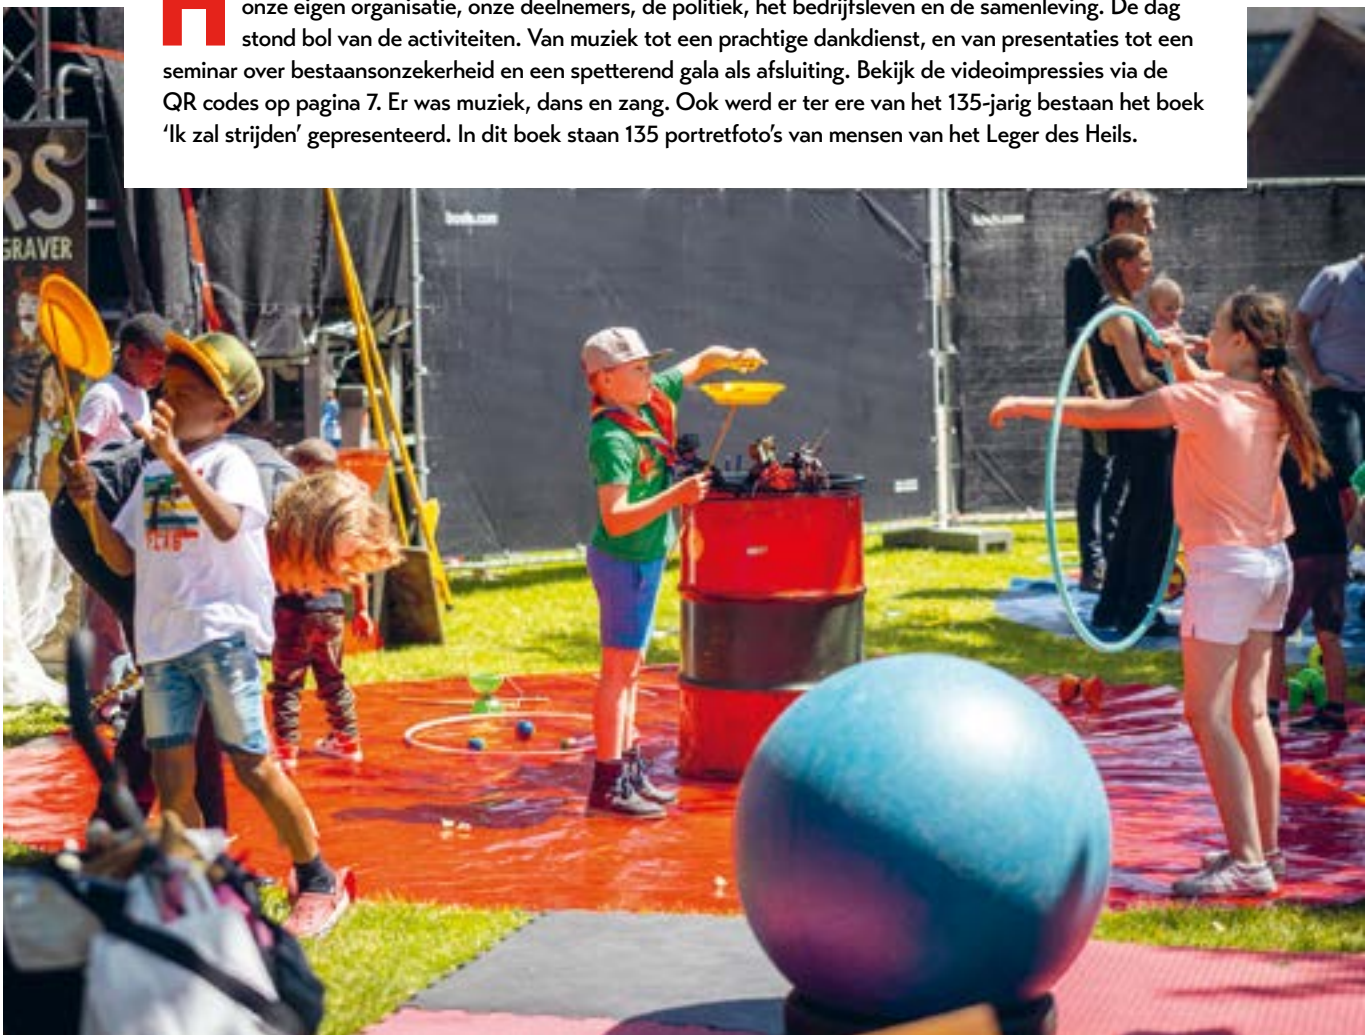 onze eigen organisatie, onze deelnemers, de politiek, het bedrijfsleven en de samenleving. De dag
stond bol van de activiteiten. Van muziek tot een prachtige dankdienst, en van presentaties tot een
seminar over bestaansonzekerheid en een spetterend gala als afsluiting. Bekijk de videoimpressies via de
QR codes op pagina 7. Er was muziek, dans en zang. Ook werd er ter ere van het 135-jarig bestaan het boek
‘Ik zal strijden’ gepresenteerd. In dit boek staan 135 portretfoto’s van mensen van het Leger des Heils.
RS
GRAVER